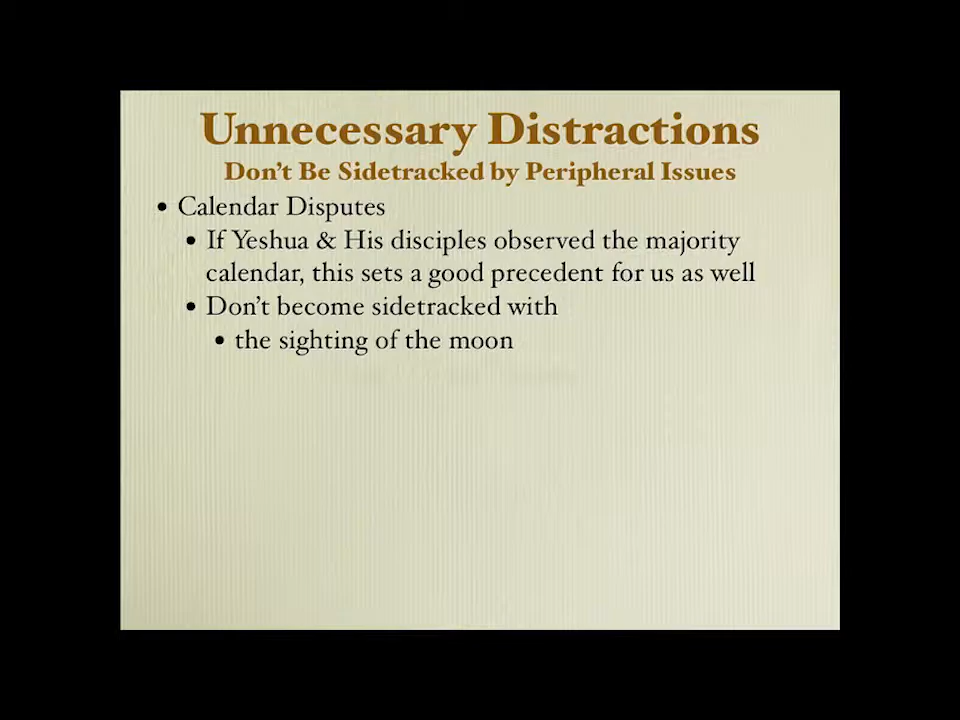 Unnecessary Distractions
Don't Be Sidetracked by Peripheral Issues
• Calendar Disputes
• If Yeshua & His disciples observed the majority
calendar, this sets a good precedent for us as well
• Don't become sidetracked with
• the sighting of the moon